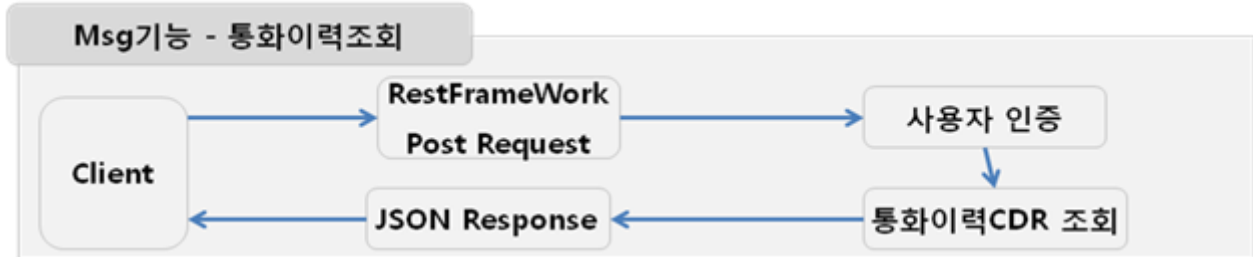 Msg기능 - 통화이력조회
RestFrameWork
Post Request
사용자 인증
Client
JSON Response
통화이력CDR 조회